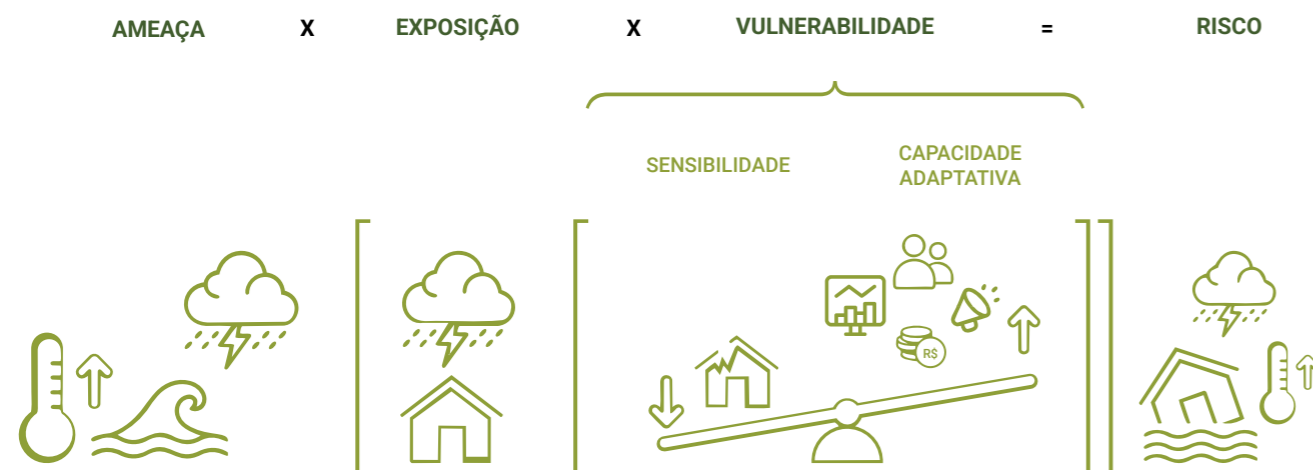 AMEAÇA X EXPOSIÇÃO X VULNERABILIDADE = RISCO
SENSIBILIDADE
CAPACIDADE
ADAPTATIVA
R$